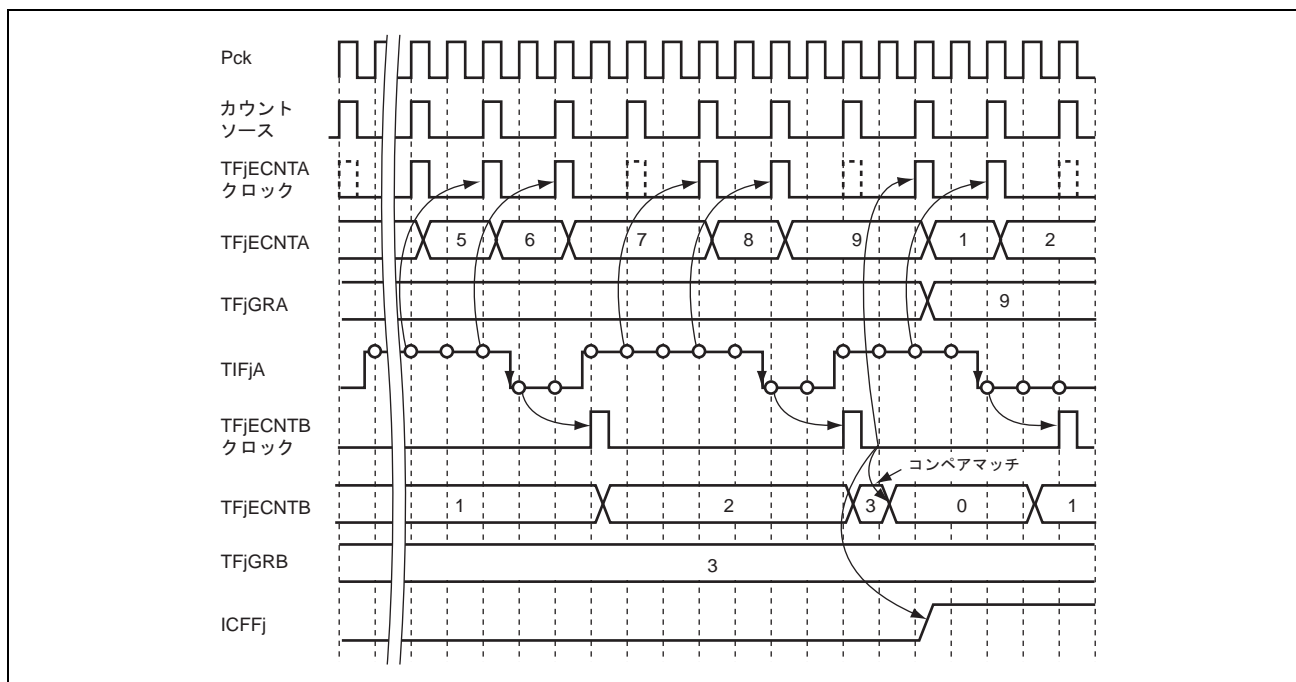 Pck
カウント
ソース
TFjECNTA
クロック
TFjECNTA
5 6 7 8 9 1 2
TFjGRA
9
TIFjA
TFjECNTB
クロック
コンペアマッチ
TFjECNTB
1 2 3 0 1
TFjGRB
3
ICFFj